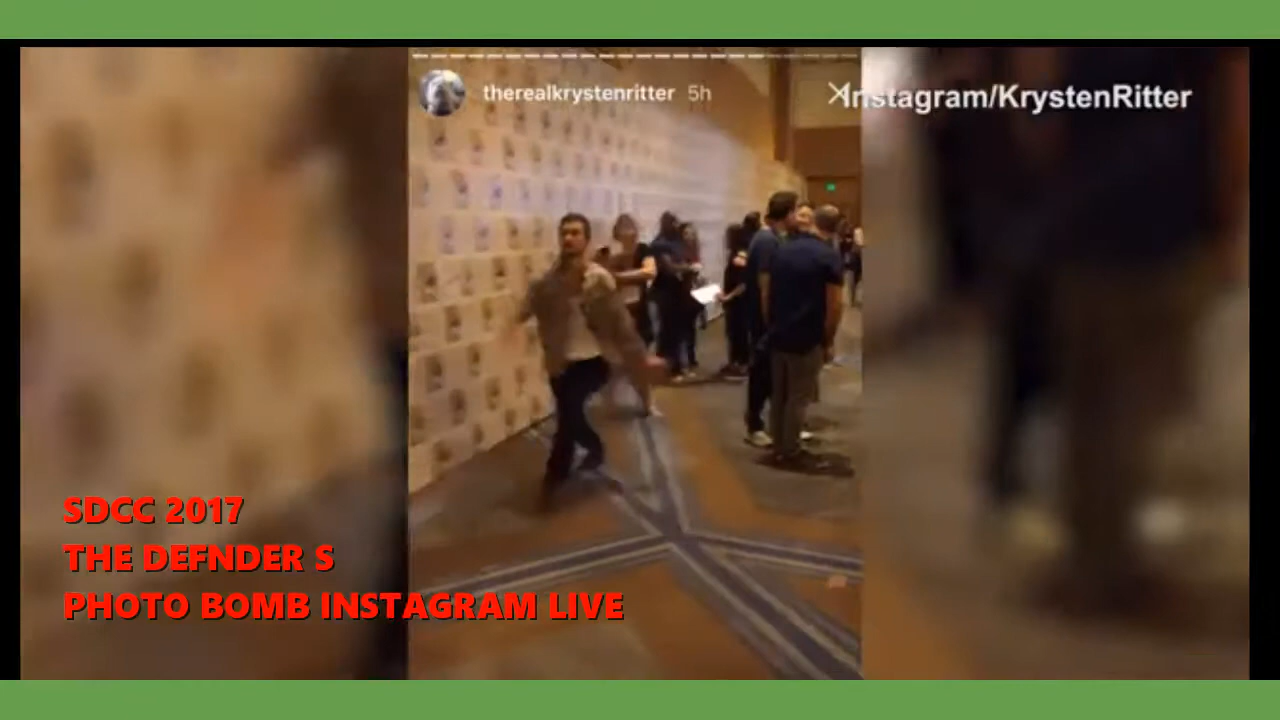 therealkrystenritter 5h
Instagram/KrystenRitter
SDCC 2017
THE DEFNDER S
PHOTO BOMB INSTAGRAM LIVE